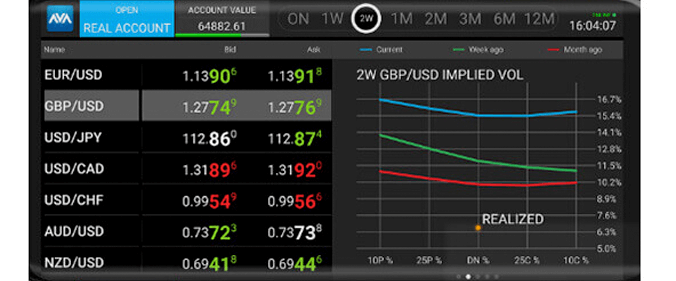 AVA
OPEN
REAL ACCOUNT
ACCOUNT VALUE
64882.61
ON 1W 2W 1M 2M 3M 6M 12M
16:04:07
Name Bid Ask
EUR/USD 1.13906 1.13918
GBP/USD 1.27749 1.27769
USD/JPY 112.860 112.874
USD/CAD 1.31896 1.31920
USD/CHF 0.99549 0.99566
AUD/USD 0.73723 0.73738
NZD/USD 0.69418 0.69446
Current Week ago Month ago
2W GBP/USD IMPLIED VOL
16.7%
15.4%
14.1%
12.8%
11.5%
10.2%
8.9%
7.6%
6.3%
5.0%
REALIZED
10P % 25P % DN % 25C % 10C %